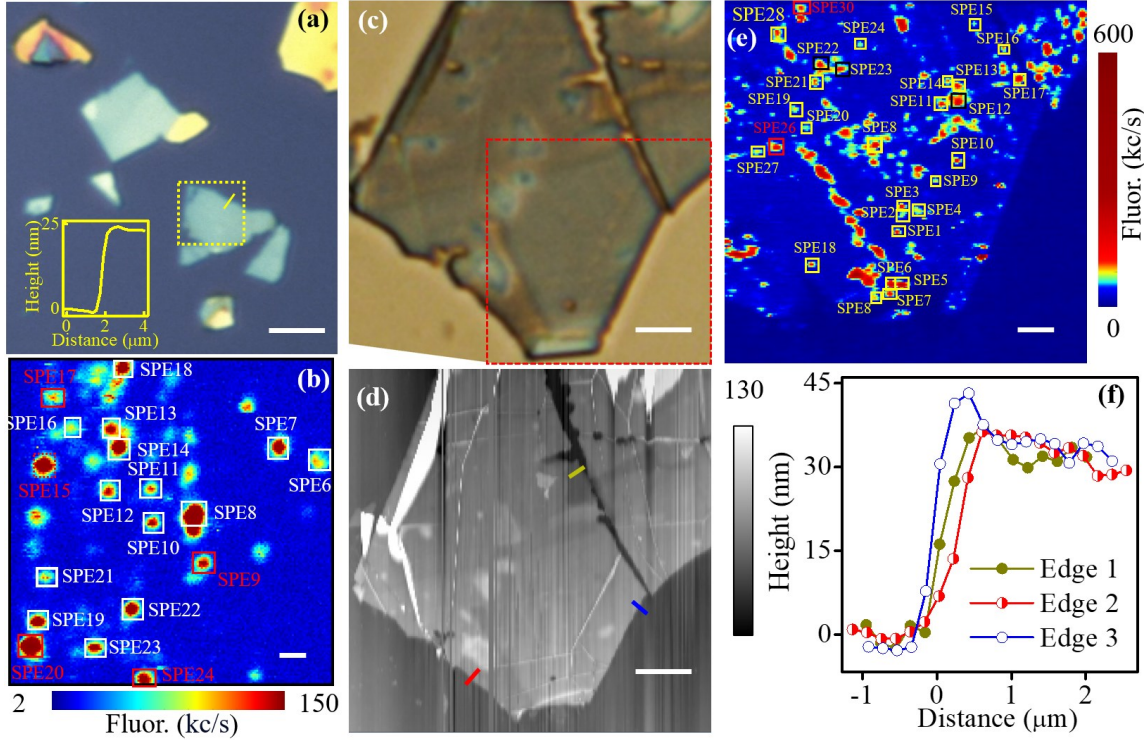 (a)
25
0
Height (nm)
0
2
4
Distance (μm)
(b)
SPE18
SPE17
SPE16
SPE13
SPE14
SPE7
SPE15
SPE11
SPE6
SPE12
SPE8
SPE10
SPE9
SPE21
SPE22
SPE19
SPE23
SPE20
SPE24
2
150
Fluor. (kc/s)
(c)
(d)
130
0
Height (nm)
(e)
SPE30
SPE28
SPE24
SPE15
SPE16
SPE22
SPE23
SPE13
SPE14
SPE21
SPE17
SPE11
SPE12
SPE19
SPE20
SPE26
SPE8
SPE10
SPE27
SPE9
SPE3
SPE2
SPE4
SPE1
SPE18
SPE6
SPE5
SPE8
SPE7
600
0
Fluor. (kc/s)
(f)
45
30
15
0
Height (nm)
Edge 1
Edge 2
Edge 3
-1
0
1
2
Distance (μm)